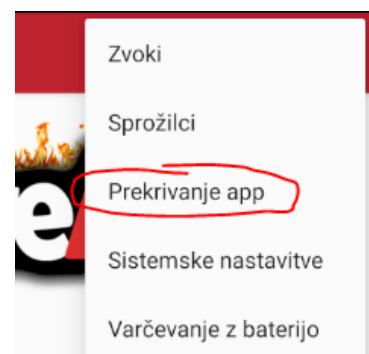 Zvoki
Sprožilci
Prekrivanje app
Sistemske nastavitve
Varčevanje z baterijo